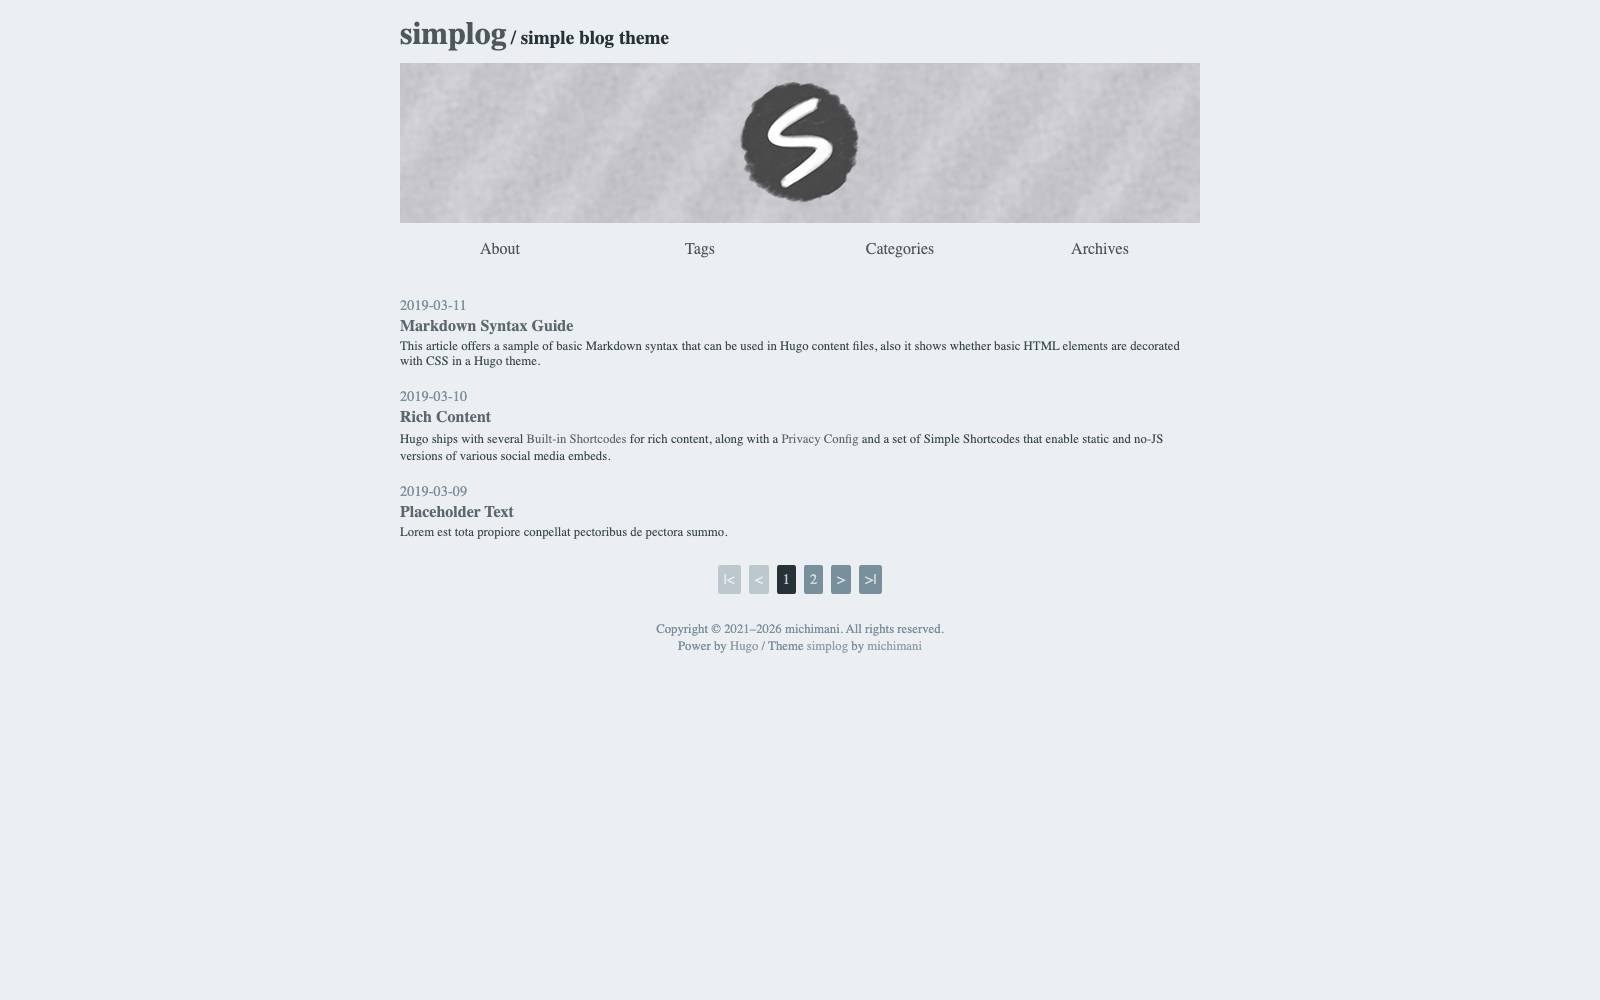 simplog / simple blog theme
S
About Tags Categories Archives
2019-03-11
Markdown Syntax Guide
This article offers a sample of basic Markdown syntax that can be used in Hugo content files, also it shows whether basic HTML elements are decorated
with CSS in a Hugo theme.
2019-03-10
Rich Content
Hugo ships with several Built-in Shortcodes for rich content, along with a Privacy Config and a set of Simple Shortcodes that enable static and no-JS
versions of various social media embeds.
2019-03-09
Placeholder Text
Lorem est tota propiore conpellat pectoribus de pectora summo.
|< < 1 2 > >|
Copyright © 2021–2026 michimani. All rights reserved.
Power by Hugo / Theme simplog by michimani